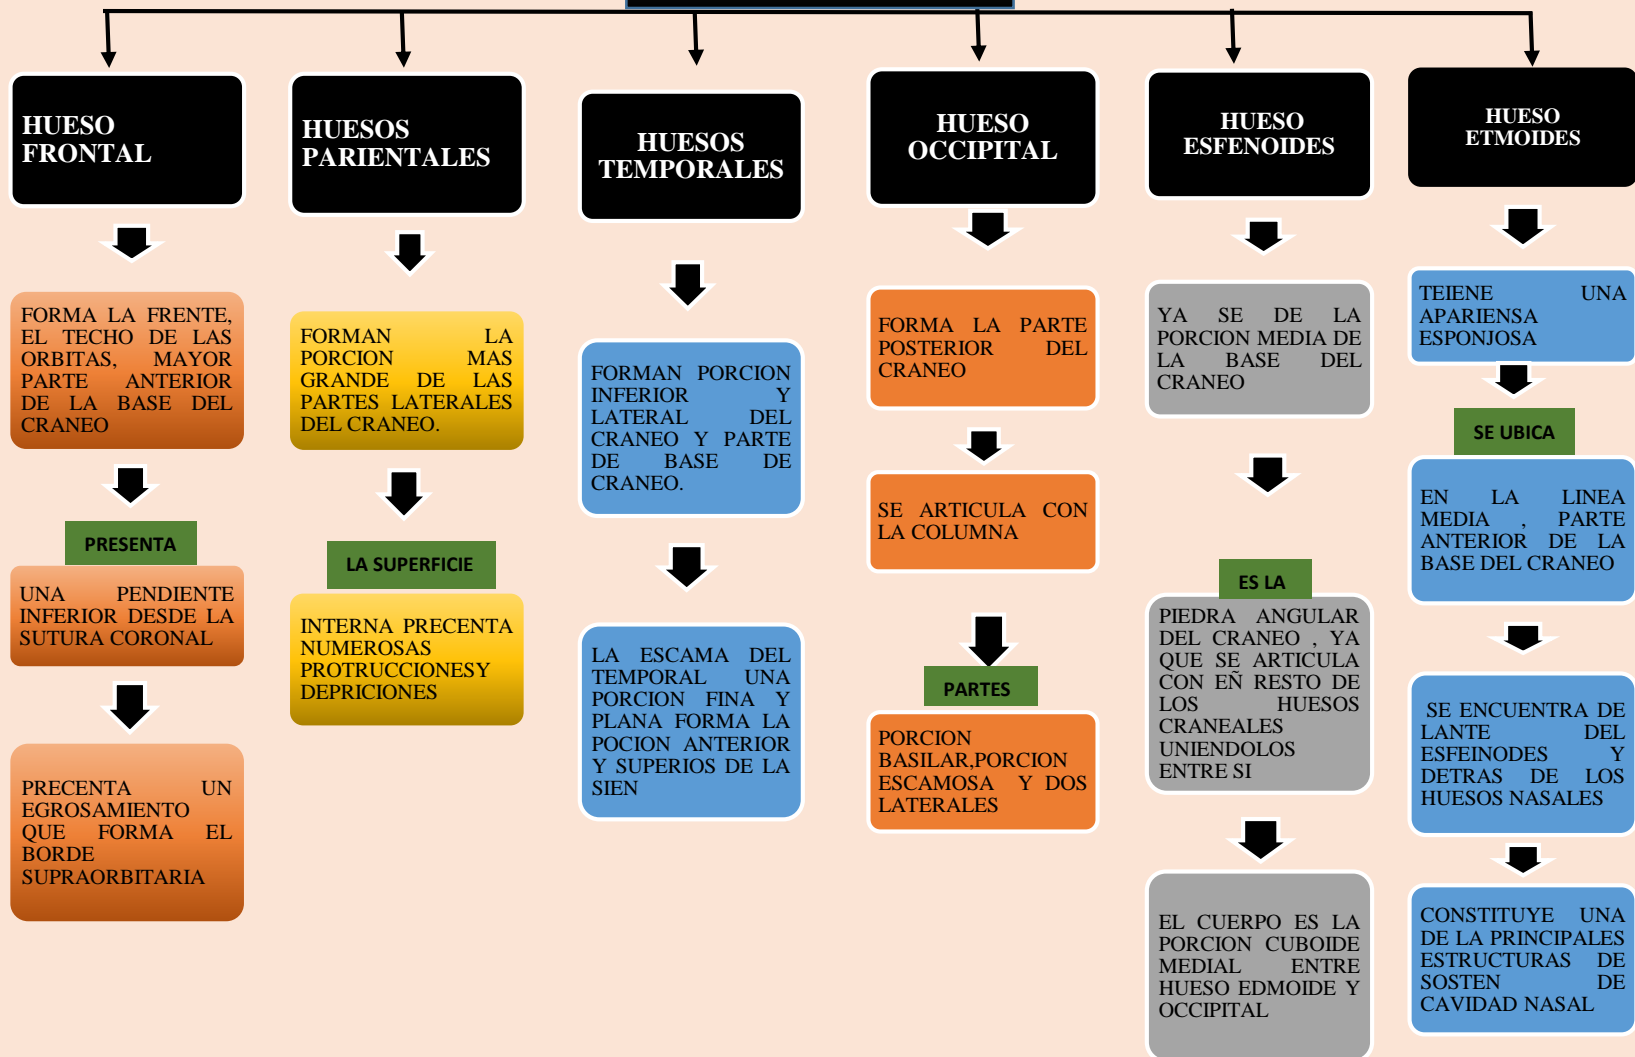 HUESO
FRONTAL
FORMA LA FRENTE,
EL TECHO DE LAS
ORBITAS, MAYOR
PARTE ANTERIOR
DE LA BASE DEL
CRANEO
PRESENTA
UNA PENDIENTE
INFERIOR DESDE LA
SUTURA CORONAL
PRECENTA UN
EGROSAMIENTO
QUE FORMA EL
BORDE
SUPRAORBITARIA
HUESOS
PARIENTALES
FORMAN LA
PORCION MAS
GRANDE DE LAS
PARTES LATERALES
DEL CRANEO.
LA SUPERFICIE
INTERNA PRECENTA
NUMEROSAS
PROTRUCCIONESY
DEPRICIONES
HUESOS
TEMPORALES
FORMAN PORCION
INFERIOR Y
LATERAL DEL
CRANEO Y PARTE
DE BASE DE
CRANEO.
LA ESCAMA DEL
TEMPORAL UNA
PORCION FINA Y
PLANA FORMA LA
POCION ANTERIOR
Y SUPERIOS DE LA
SIEN
HUESO
OCCIPITAL
FORMA LA PARTE
POSTERIOR DEL
CRANEO
SE ARTICULA CON
LA COLUMNA
PARTES
PORCION
BASILAR,PORCION
ESCAMOSA Y DOS
LATERALES
HUESO
ESFENOIDES
YA SE DE LA
PORCION MEDIA DE
LA BASE DEL
CRANEO
ES LA
PIEDRA ANGULAR
DEL CRANEO , YA
QUE SE ARTICULA
CON EÑ RESTO DE
LOS HUESOS
CRANEALES
UNIENDOLOS
ENTRE SI
EL CUERPO ES LA
PORCION CUBOIDE
MEDIAL ENTRE
HUESO EDMOIDE Y
OCCIPITAL
HUESO
ETMOIDES
TEIENE UNA
APARIENSA
ESPONJOSA
SE UBICA
EN LA LINEA
MEDIA , PARTE
ANTERIOR DE LA
BASE DEL CRANEO
SE ENCUENTRA DE
LANTE DEL
ESFEINODES Y
DETRAS DE LOS
HUESOS NASALES
CONSTITUYE UNA
DE LA PRINCIPALES
ESTRUCTURAS DE
SOSTEN DE
CAVIDAD NASAL